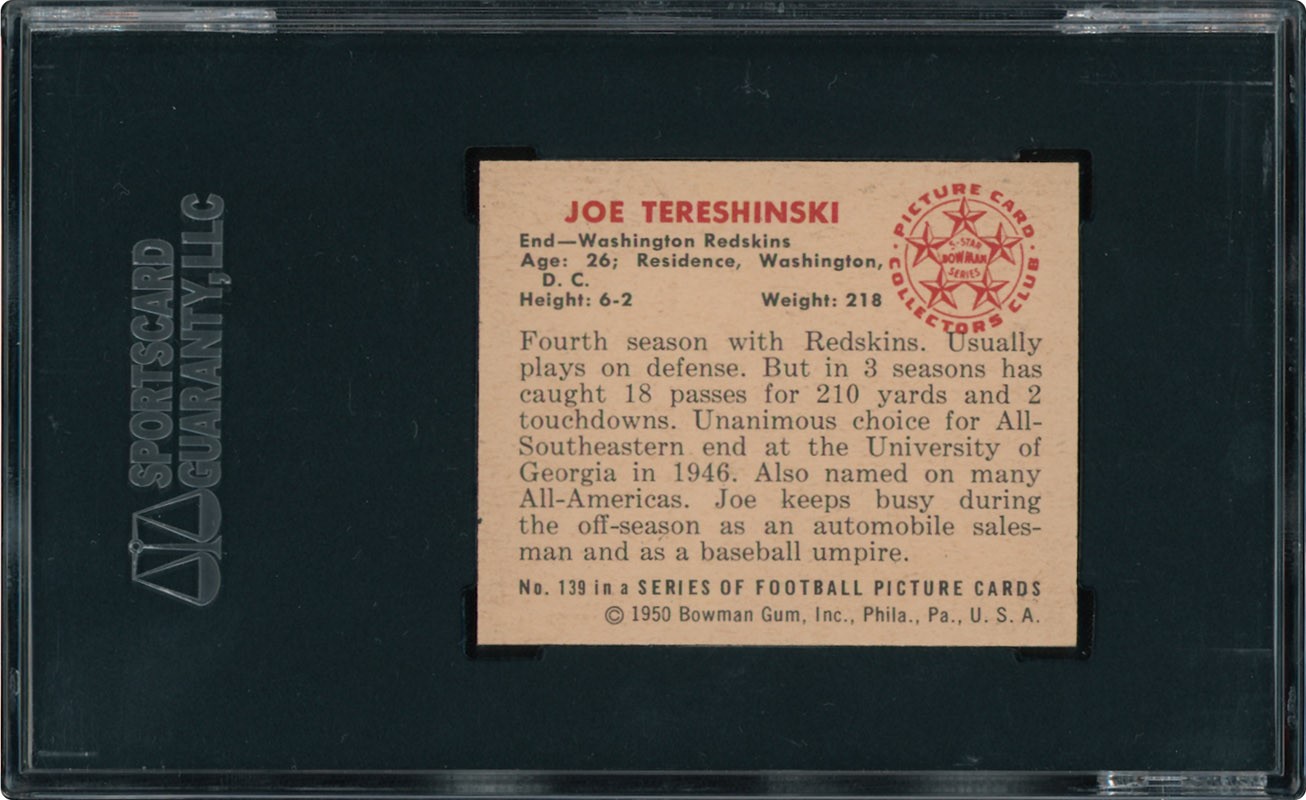 SPORTSCARD
GUARANTY, LLC
JOE TERESHINSKI
End—Washington Redskins
Age: 26; Residence, Washington,
D. C.
Height: 6-2 Weight: 218
PICTURE CARD
COLLECTORS CLUB
5-STAR
BOWMAN
SERIES
Fourth season with Redskins. Usually
plays on defense. But in 3 seasons has
caught 18 passes for 210 yards and 2
touchdowns. Unanimous choice for All-
Southeastern end at the University of
Georgia in 1946. Also named on many
All-Americas. Joe keeps busy during
the off-season as an automobile sales-
man and as a baseball umpire.
No. 139 in a SERIES OF FOOTBALL PICTURE CARDS
© 1950 Bowman Gum, Inc., Phila., Pa., U. S. A.